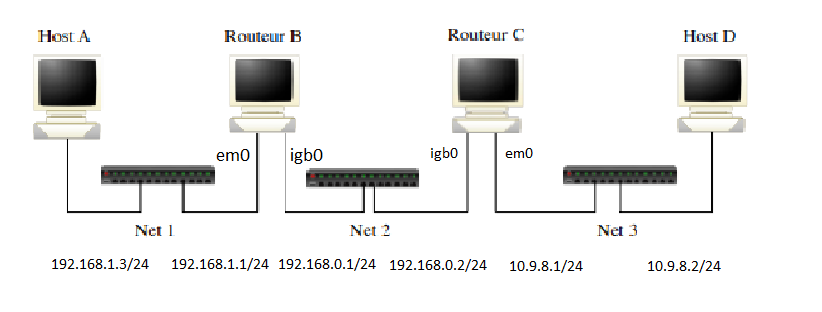 Host A Routeur B Routeur C Host D
em0 igb0 igb0 em0
Net 1 Net 2 Net 3
192.168.1.3/24 192.168.1.1/24 192.168.0.1/24 192.168.0.2/24 10.9.8.1/24 10.9.8.2/24